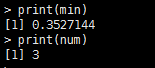 > print(min)
[1] 0.3527144
> print(num)
[1] 3